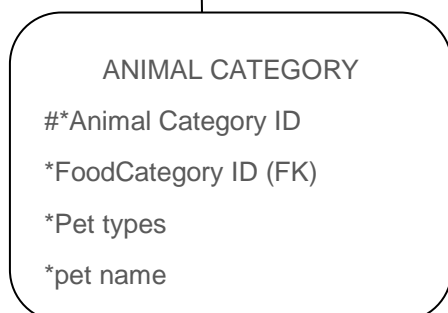 ANIMAL CATEGORY
#*Animal Category ID
*FoodCategory ID (FK)
*Pet types
*pet name